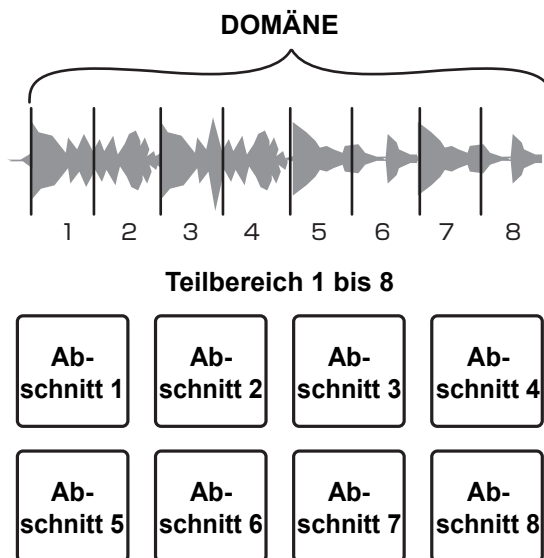 DOMÄNE
1 2 3 4 5 6 7 8
Teilbereich 1 bis 8
Ab-
schnitt 1
Ab-
schnitt 2
Ab-
schnitt 3
Ab-
schnitt 4
Ab-
schnitt 5
Ab-
schnitt 6
Ab-
schnitt 7
Ab-
schnitt 8